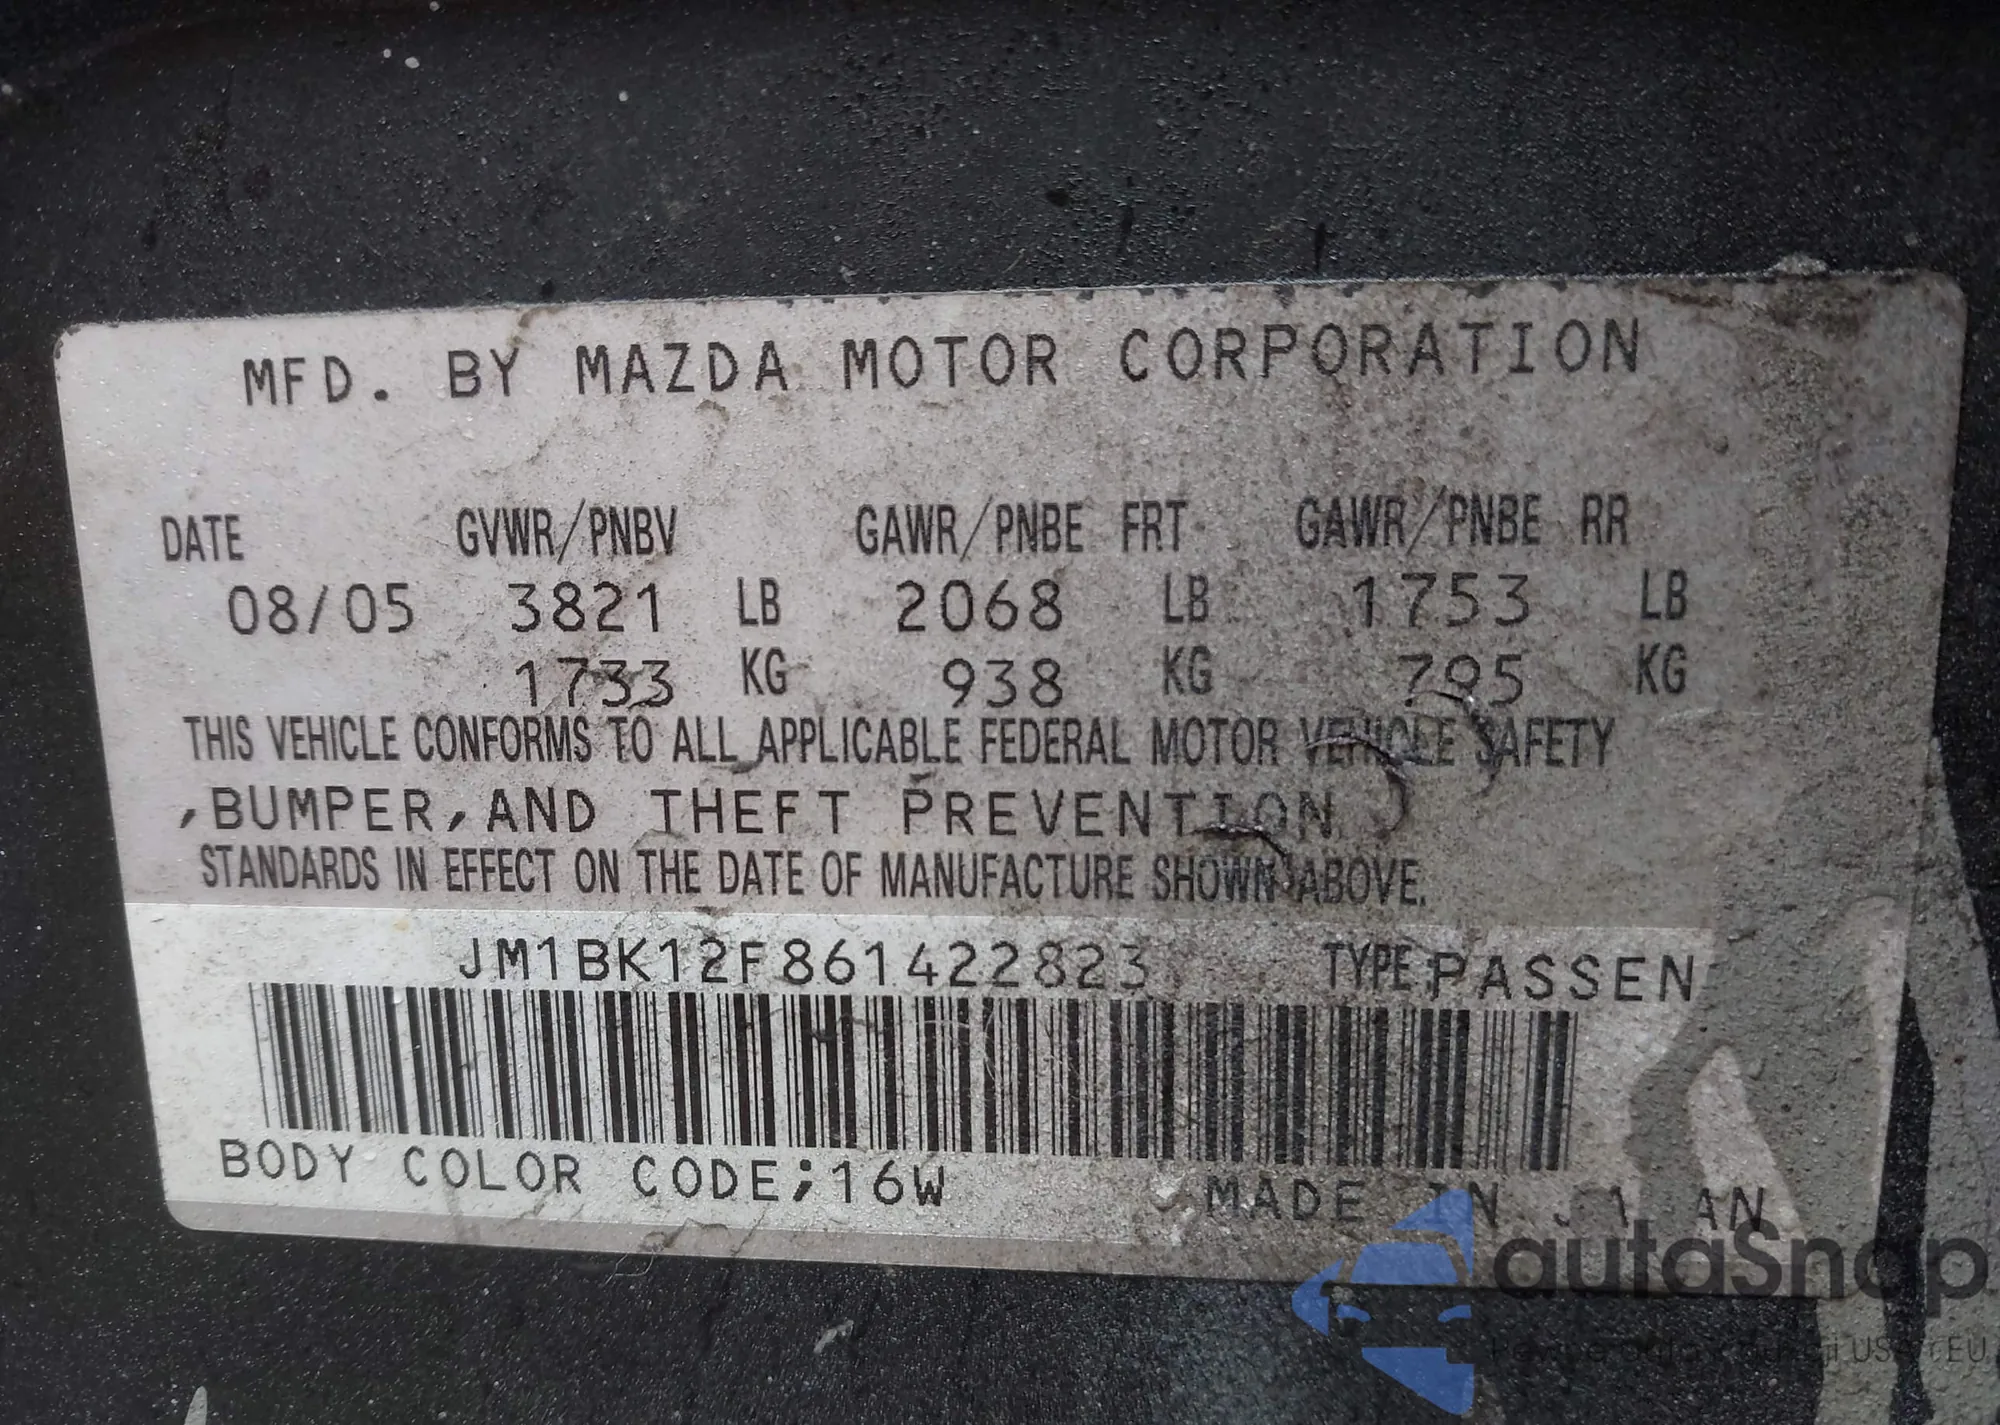 MFD. BY MAZDA MOTOR CORPORATION
DATE GVWR/PNBV GAWR/PNBE FRT GAWR/PNBE RR
08/05 3821 LB 2068 LB 1753 LB
1733 KG 938 KG 795 KG
THIS VEHICLE CONFORMS TO ALL APPLICABLE FEDERAL MOTOR VEHICLE SAFETY
,BUMPER,AND THEFT PREVENTION
STANDARDS IN EFFECT ON THE DATE OF MANUFACTURE SHOWN ABOVE.
JM1BK12F861422823 TYPE:PASSEN
BODY COLOR CODE;16W
MADE IN JAPAN
autaSnap